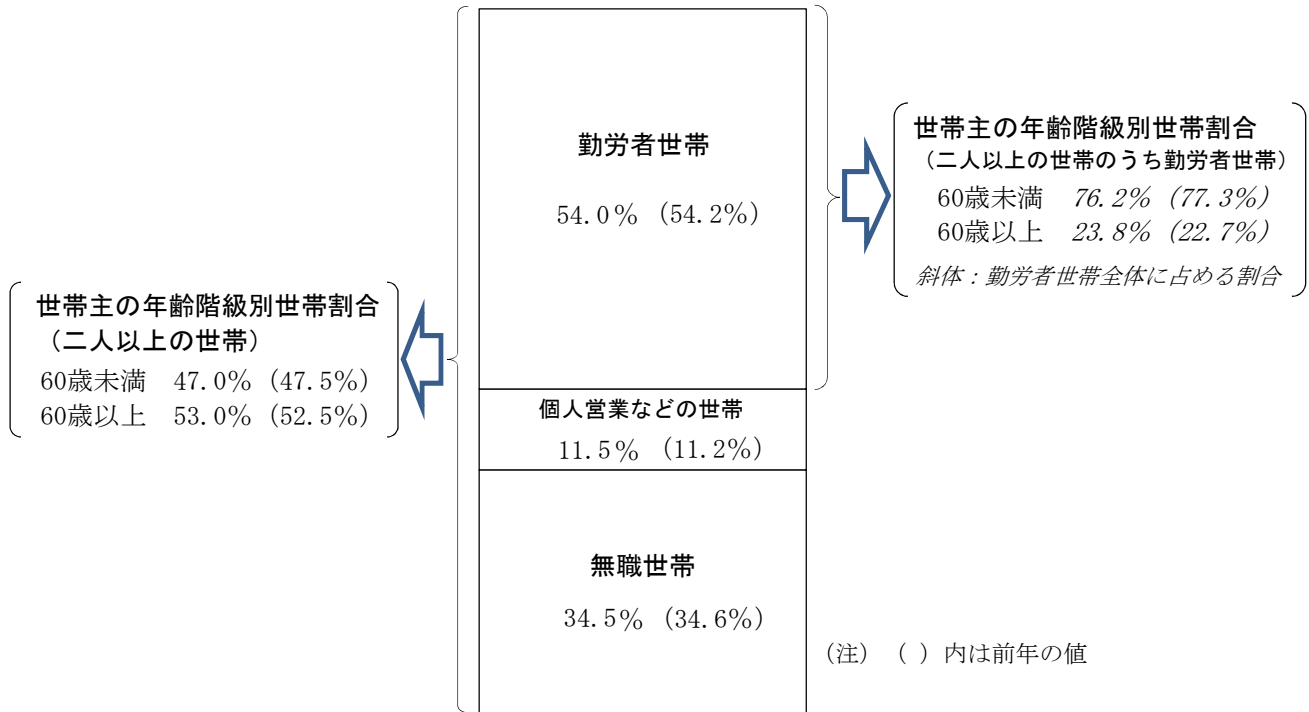 勤労者世帯
54.0％（54.2％）
世帯主の年齢階級別世帯割合
（二人以上の世帯のうち勤労者世帯）
60歳未満　76.2％（77.3％）
60歳以上　23.8％（22.7％）
斜体：勤労者世帯全体に占める割合
世帯主の年齢階級別世帯割合
（二人以上の世帯）
60歳未満　47.0％（47.5％）
60歳以上　53.0％（52.5％）
個人営業などの世帯
11.5％（11.2％）
無職世帯
34.5％（34.6％）
（注）（ ）内は前年の値